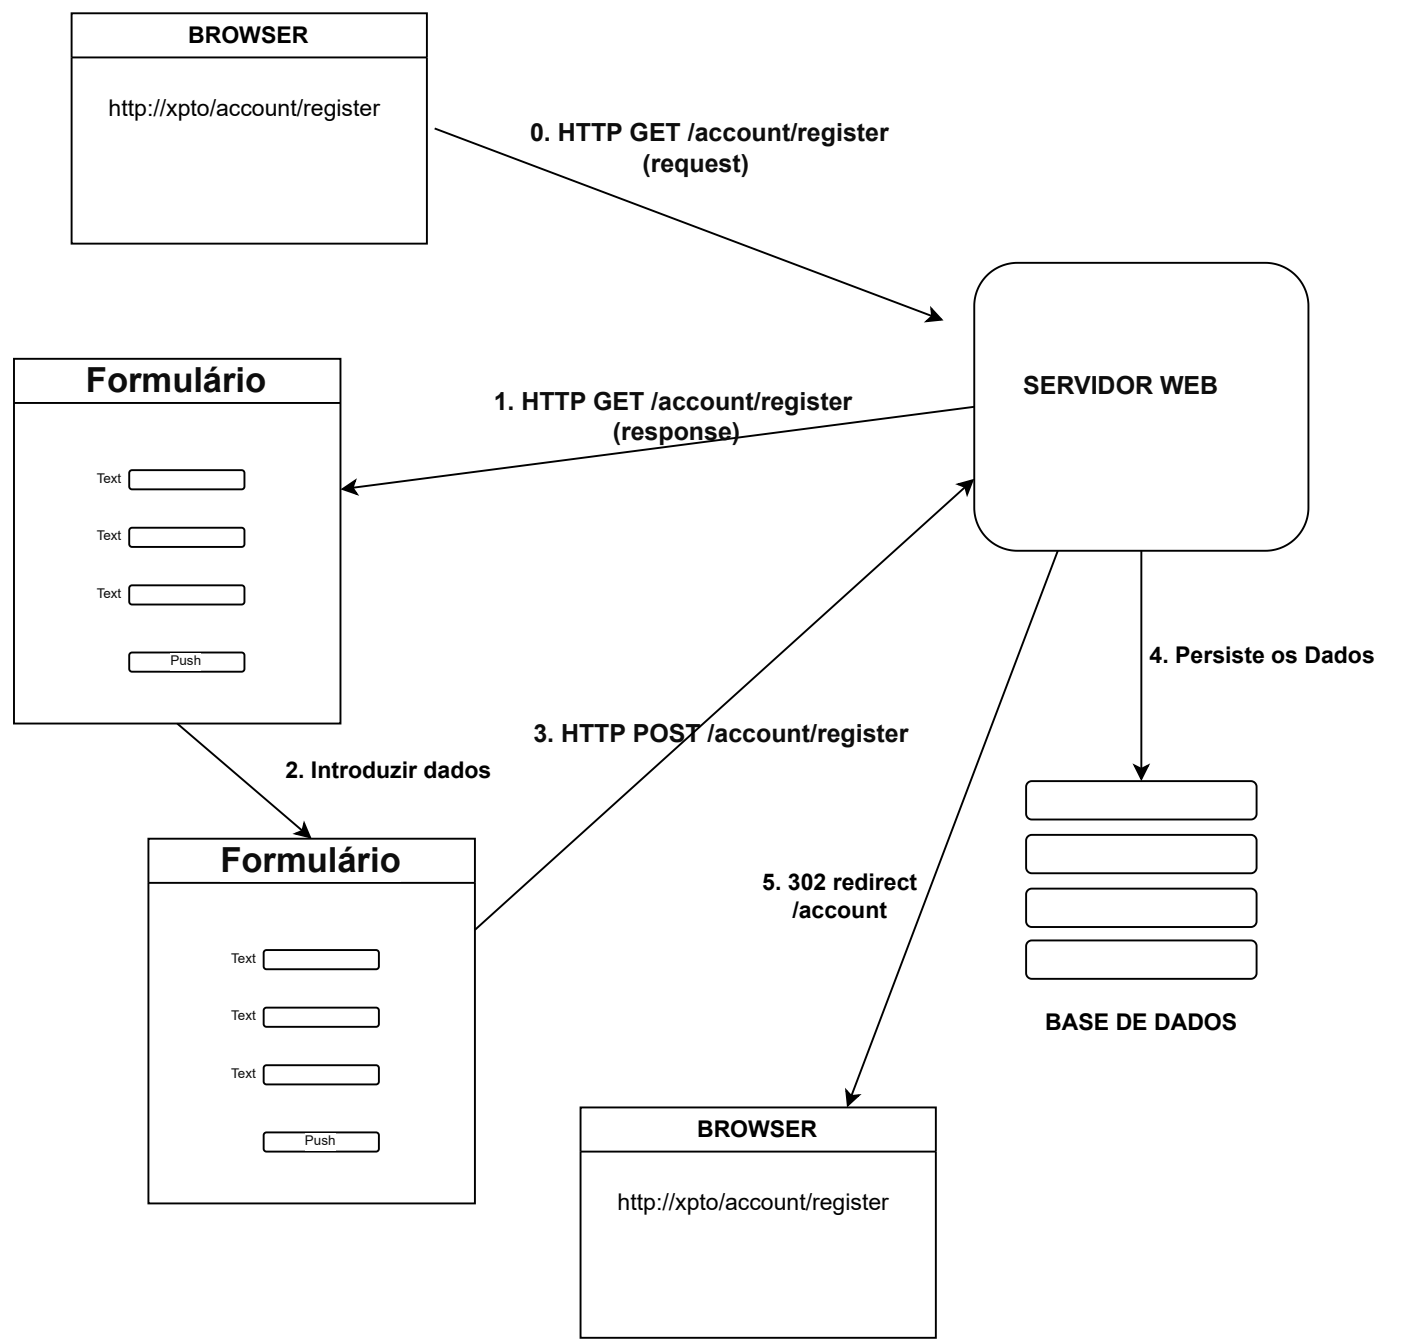 BROWSER
http://xpto/account/register
0. HTTP GET /account/register
(request)
SERVIDOR WEB
Formulário
1. HTTP GET /account/register
(response)
Text
Text
Text
Push
2. Introduzir dados
3. HTTP POST /account/register
4. Persiste os Dados
Formulário
Text
Text
Text
Push
5. 302 redirect
/account
BASE DE DADOS
BROWSER
http://xpto/account/register